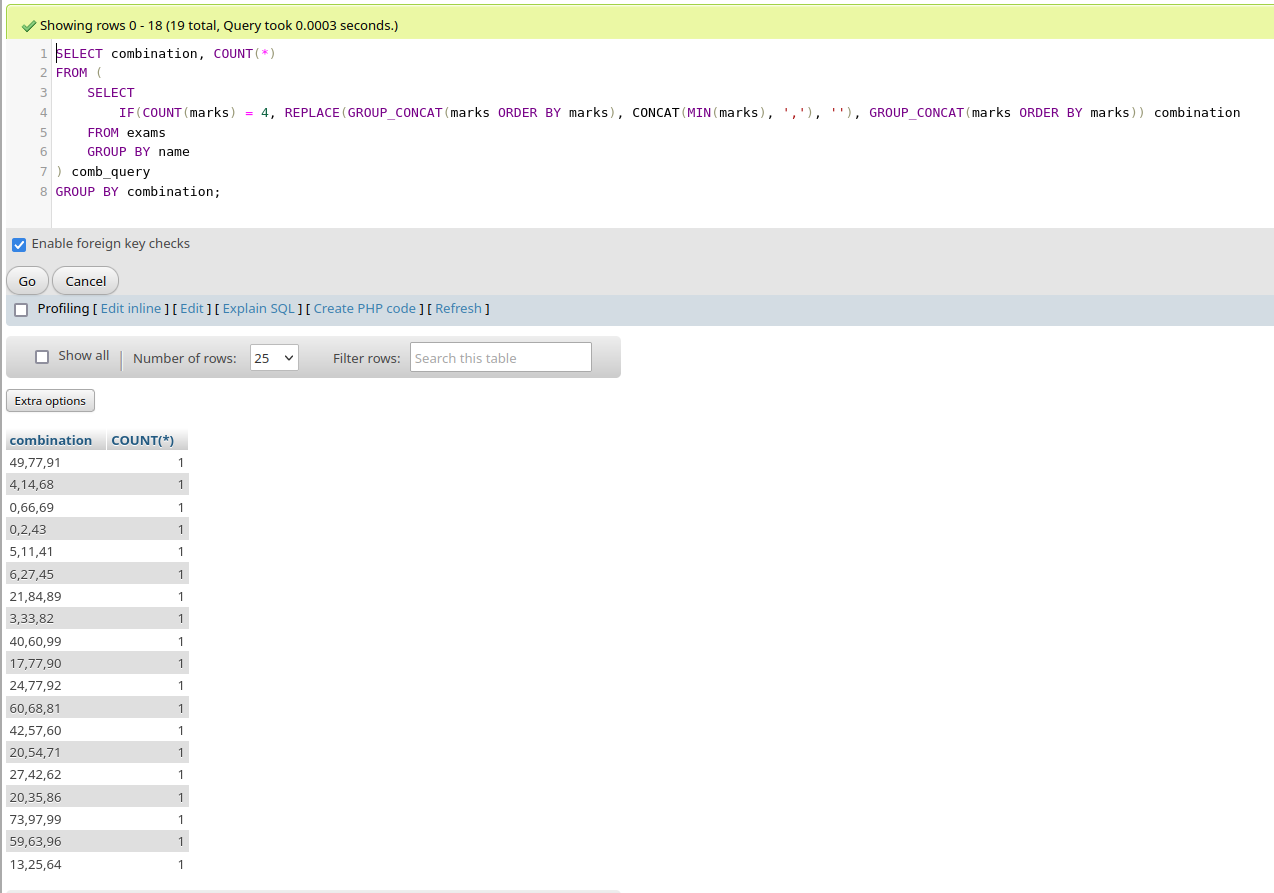 Showing rows 0 - 18 (19 total, Query took 0.0003 seconds.)
1 SELECT combination, COUNT(*)
2 FROM (
3 SELECT
4 IF(COUNT(marks) = 4, REPLACE(GROUP_CONCAT(marks ORDER BY marks), CONCAT(MIN(marks), ','), ''), GROUP_CONCAT(marks ORDER BY marks)) combination
5 FROM exams
6 GROUP BY name
7 ) comb_query
8 GROUP BY combination;
Enable foreign key checks
Go Cancel
Profiling [ Edit inline ] [ Edit ] [ Explain SQL ] [ Create PHP code ] [ Refresh ]
Show all Number of rows: 25 Filter rows: Search this table
Extra options
combination COUNT(*)
49,77,91 1
4,14,68 1
0,66,69 1
0,2,43 1
5,11,41 1
6,27,45 1
21,84,89 1
3,33,82 1
40,60,99 1
17,77,90 1
24,77,92 1
60,68,81 1
42,57,60 1
20,54,71 1
27,42,62 1
20,35,86 1
73,97,99 1
59,63,96 1
13,25,64 1